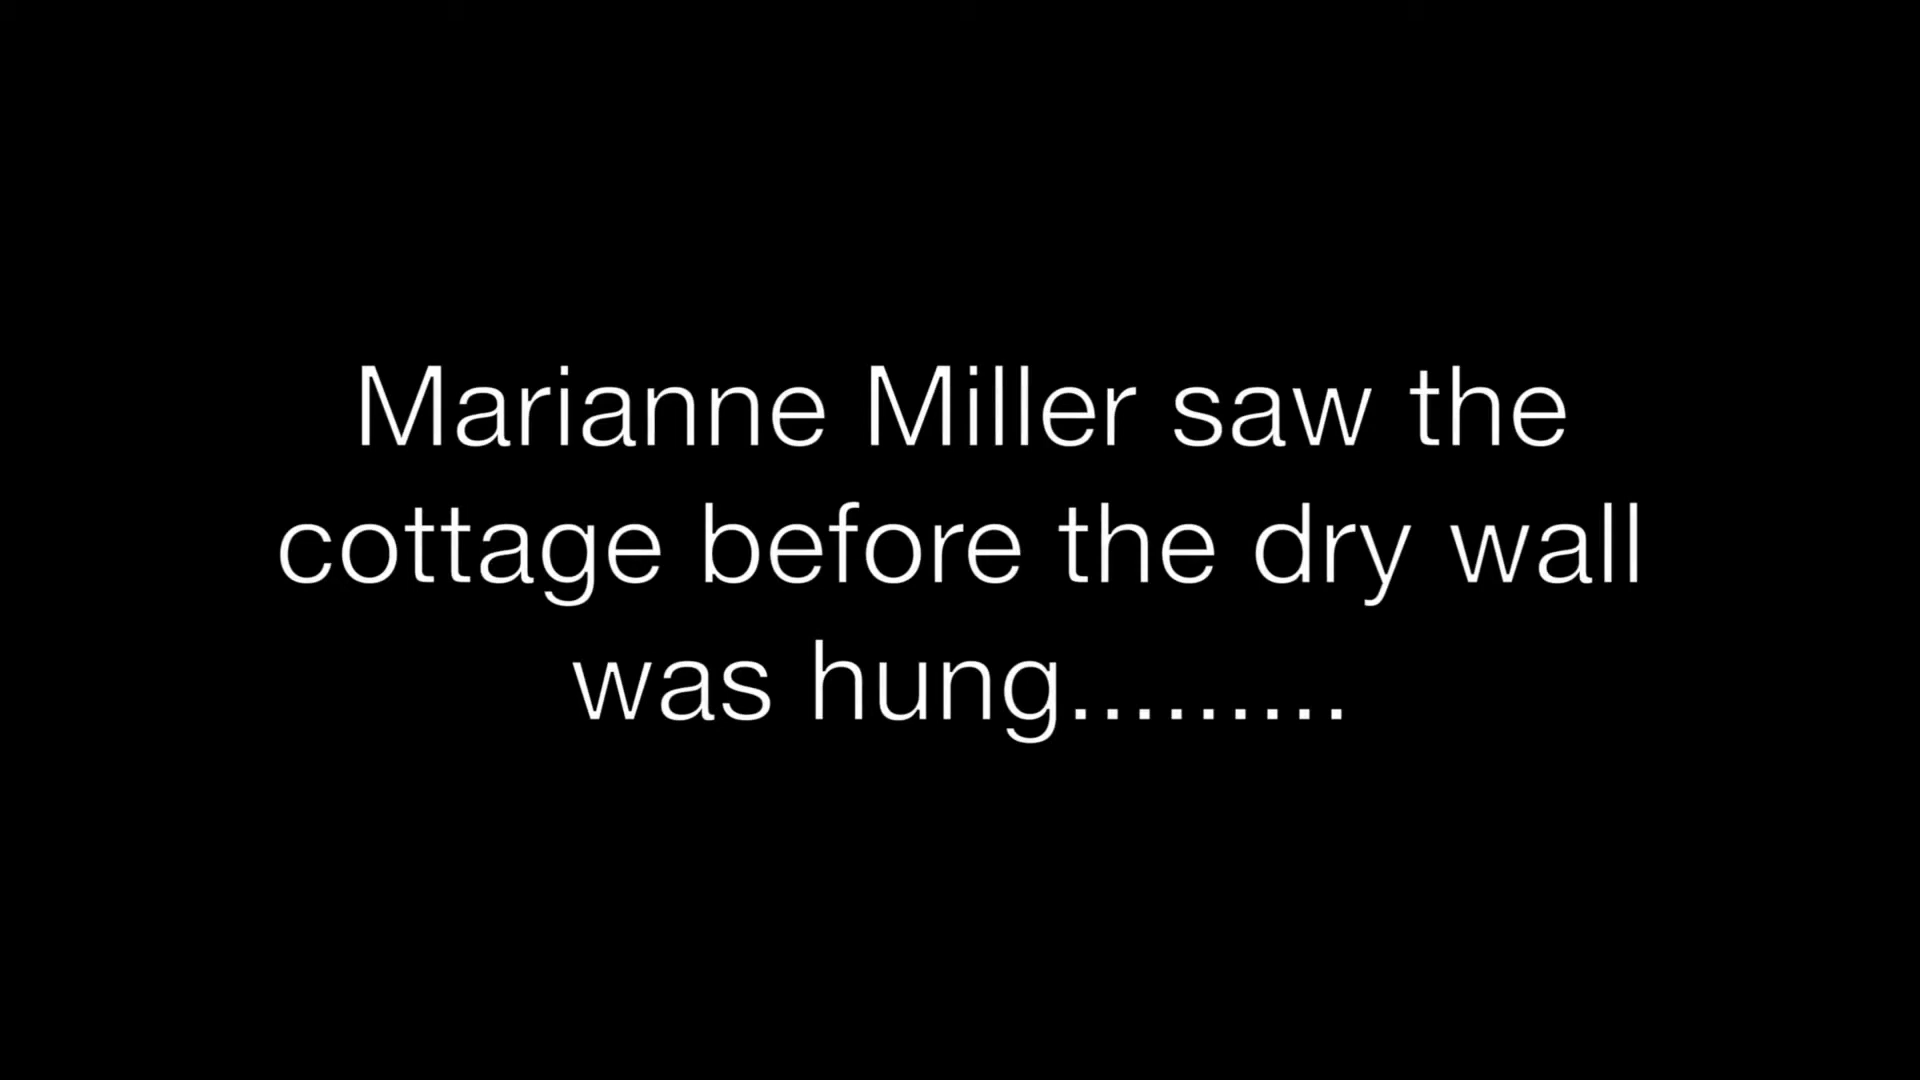 Marianne Miller saw the
cottage before the dry wall
was hung.........